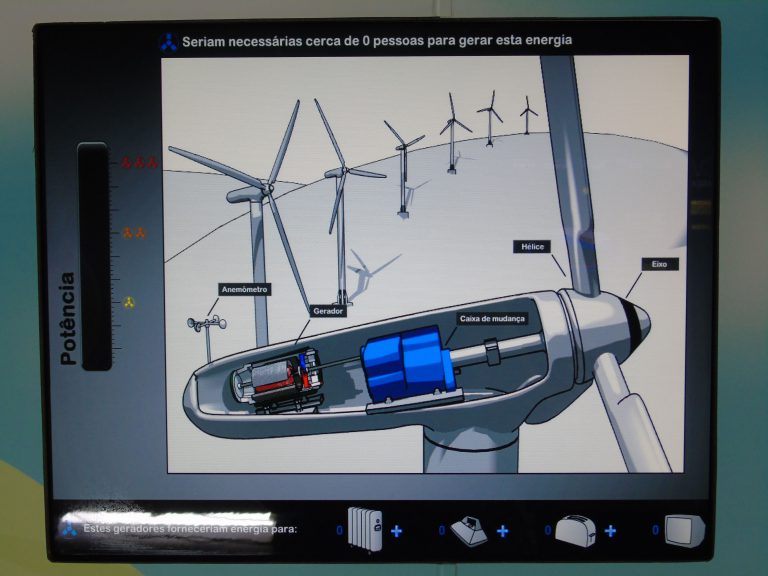 Seriam necessárias cerca de 0 pessoas para gerar esta energia
Potência
Hélice
Eixo
Anemômetro
Gerador
Caixa de mudança
Estes geradores forneceriam energia para:
0 + 0 + 0 + 0